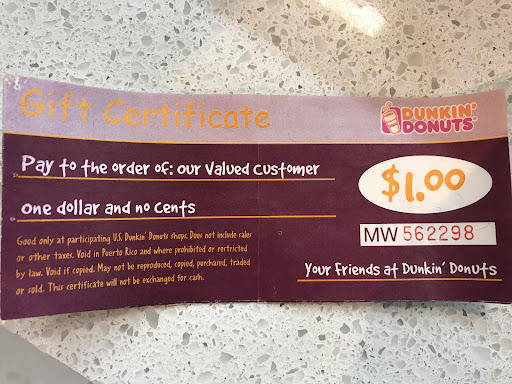 Gift Certificate
DUNKIN'
DONUTS
Pay to the order of: our Valued Customer
$1.00
one dollar and no cents
MW 562298
Good only at participating U.S. Dunkin' Donuts shops. Does not include sales
or other taxes. Void in Puerto Rico and where prohibited or restricted
by law. Void if copied. May not be reproduced, copied, purchased, traded
or sold. This certificate will not be exchanged for cash.
Your Friends at Dunkin' Donuts